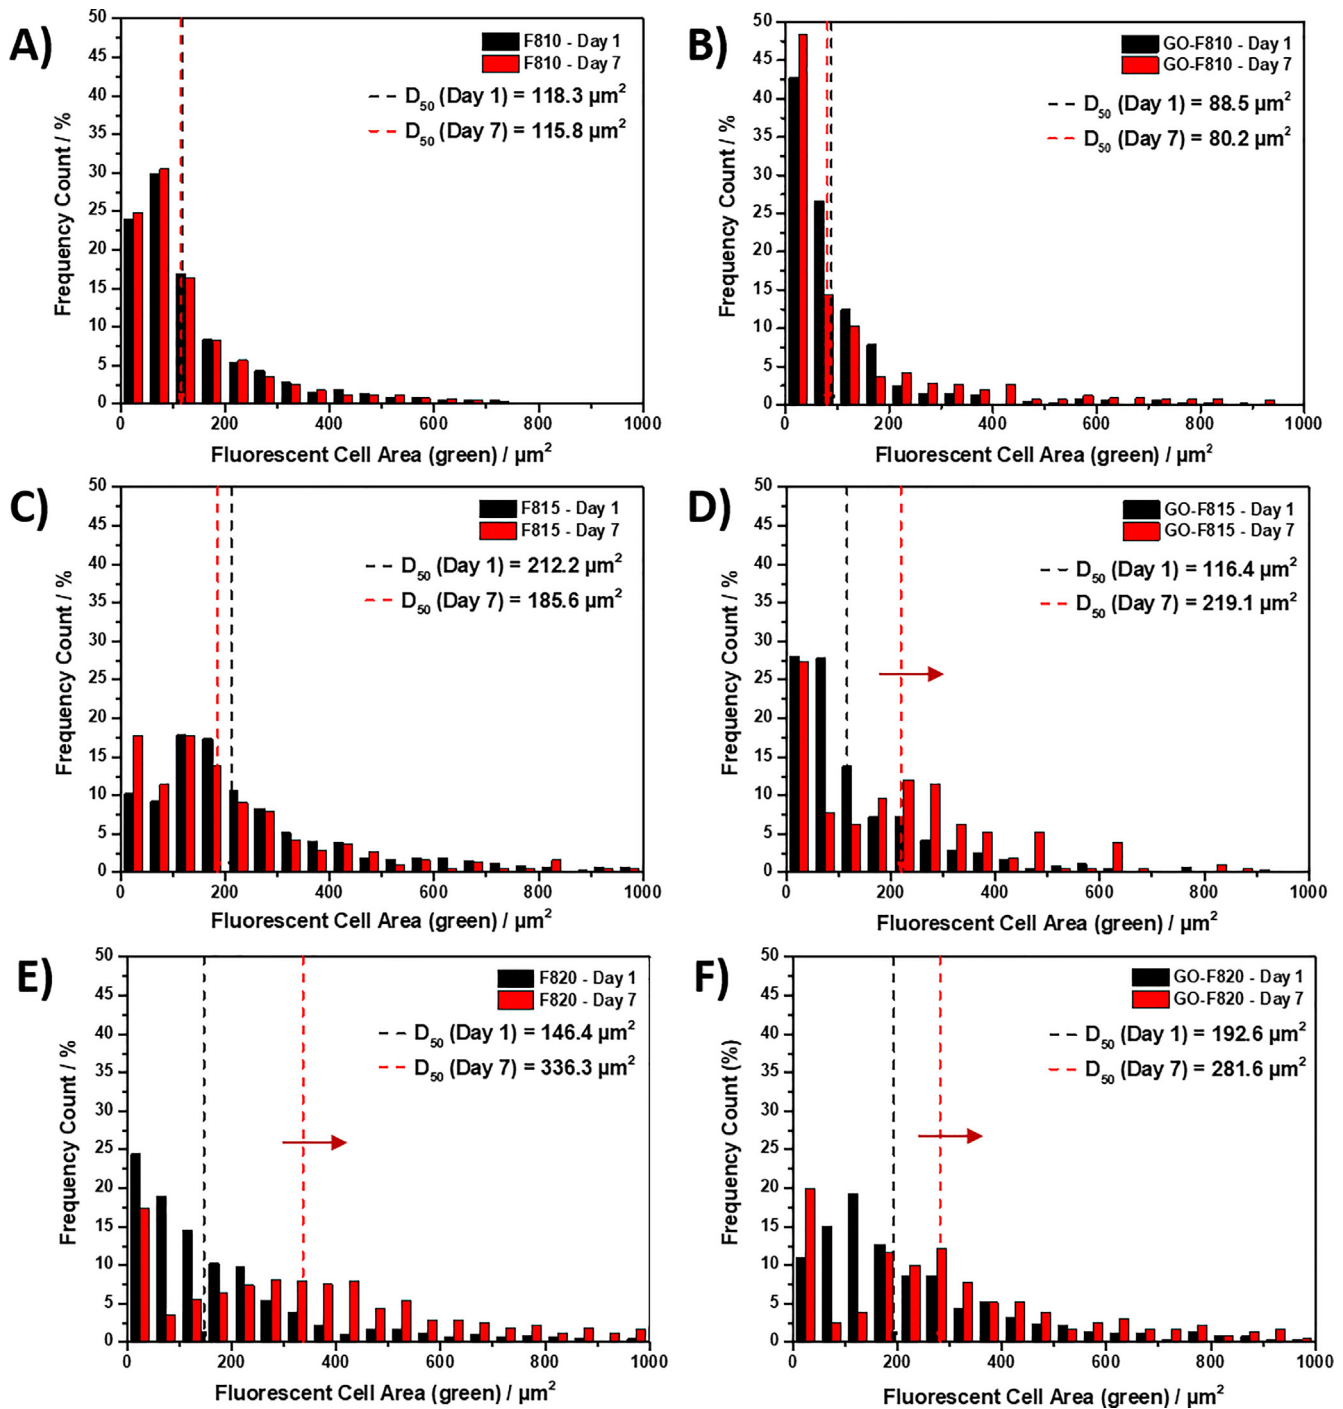 A)
50
45
40
35
30
25
20
15
10
5
0
Frequency Count / %
F810 - Day 1
F810 - Day 7
D50 (Day 1) = 118.3 µm2
D50 (Day 7) = 115.8 µm2
0 200 400 600 800 1000
Fluorescent Cell Area (green) / µm2
B)
50
45
40
35
30
25
20
15
10
5
0
Frequency Count / %
GO-F810 - Day 1
GO-F810 - Day 7
D50 (Day 1) = 88.5 µm2
D50 (Day 7) = 80.2 µm2
0 200 400 600 800 1000
Fluorescent Cell Area (green) / µm2
C)
50
45
40
35
30
25
20
15
10
5
0
Frequency Count / %
F815 - Day 1
F815 - Day 7
D50 (Day 1) = 212.2 µm2
D50 (Day 7) = 185.6 µm2
0 200 400 600 800 1000
Fluorescent Cell Area (green) / µm2
D)
50
45
40
35
30
25
20
15
10
5
0
Frequency Count / %
GO-F815 - Day 1
GO-F815 - Day 7
D50 (Day 1) = 116.4 µm2
D50 (Day 7) = 219.1 µm2
0 200 400 600 800 1000
Fluorescent Cell Area (green) / µm2
E)
50
45
40
35
30
25
20
15
10
5
0
Frequency Count / %
F820 - Day 1
F820 - Day 7
D50 (Day 1) = 146.4 µm2
D50 (Day 7) = 336.3 µm2
0 200 400 600 800 1000
Fluorescent Cell Area (green) / µm2
F)
50
45
40
35
30
25
20
15
10
5
0
Frequency Count (%)
GO-F820 - Day 1
GO-F820 - Day 7
D50 (Day 1) = 192.6 µm2
D50 (Day 7) = 281.6 µm2
0 200 400 600 800 1000
Fluorescent Cell Area (green) / µm2